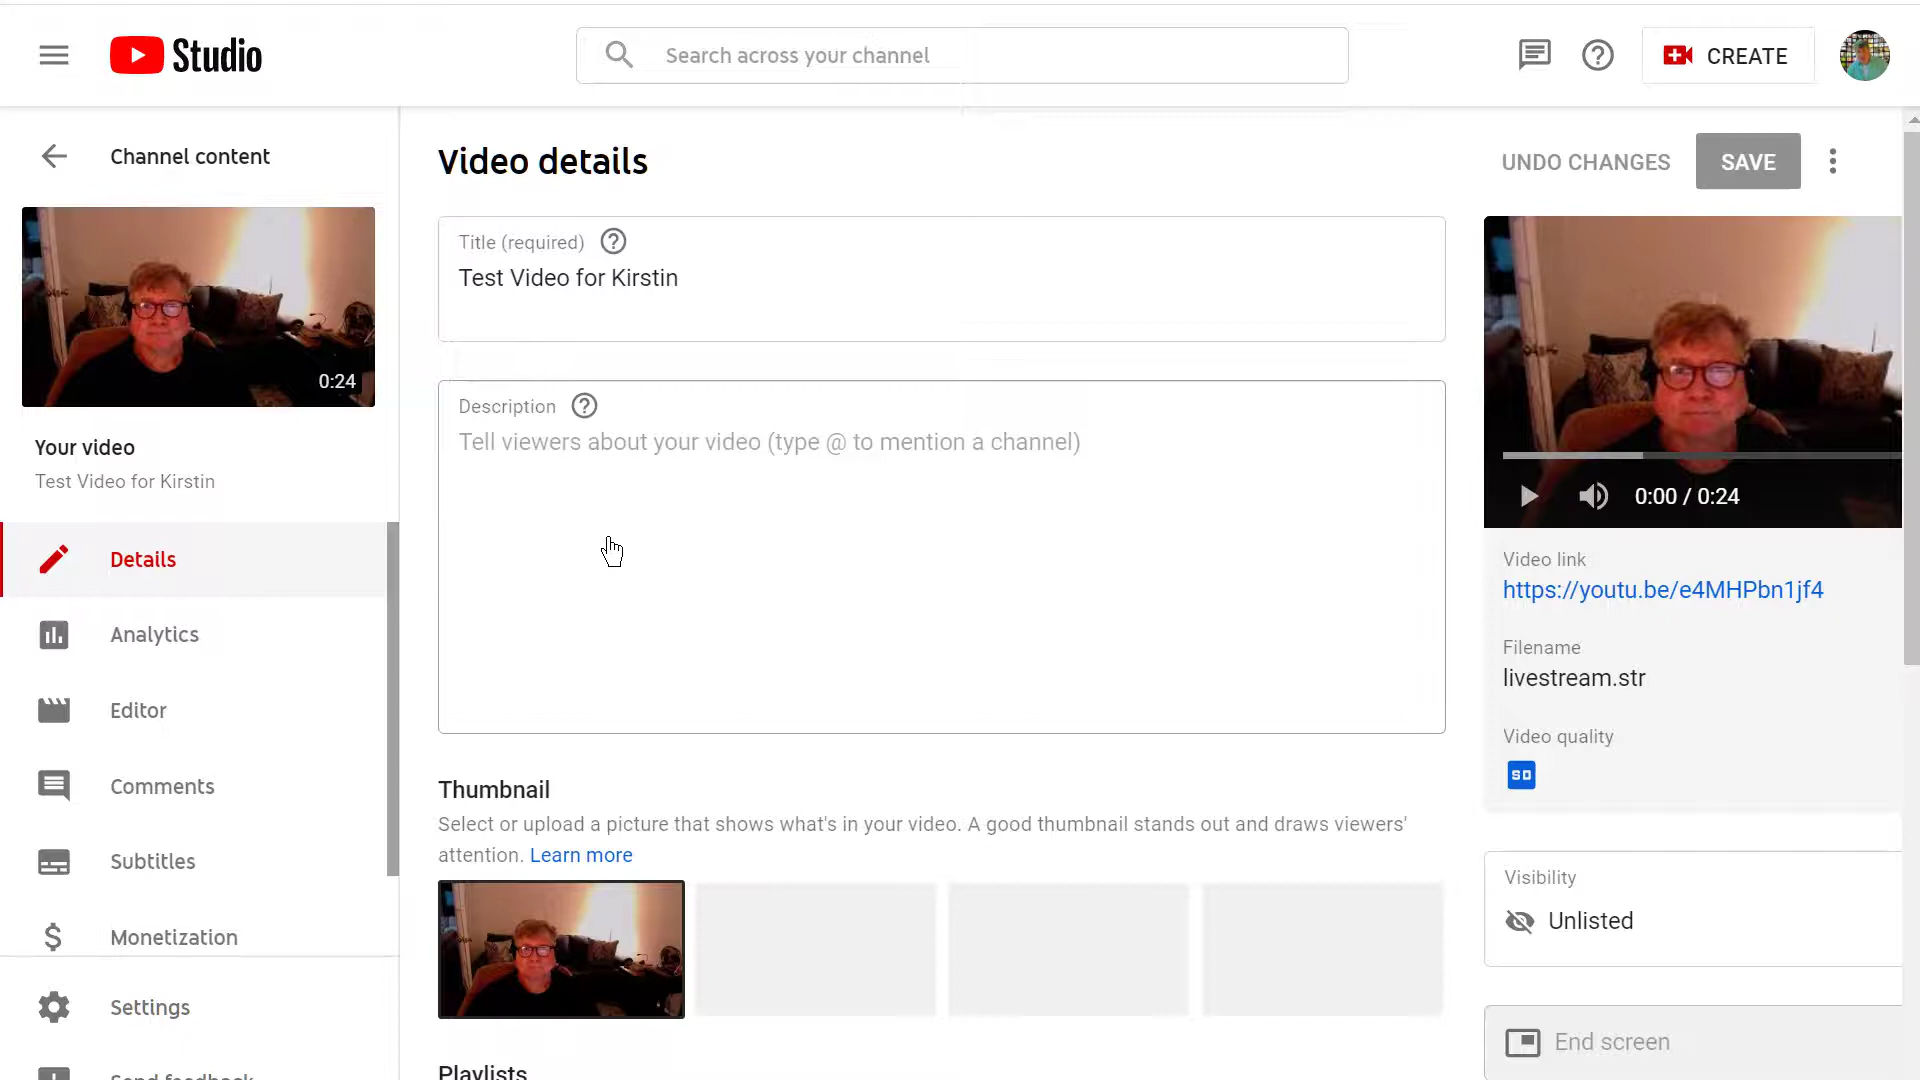 Studio
Search across your channel
CREATE
Channel content
Video details
UNDO CHANGES
SAVE
Title (required)
Test Video for Kirstin
0:24
Description
Tell viewers about your video (type @ to mention a channel)
Your video
Test Video for Kirstin
0:00 / 0:24
Details
Analytics
Editor
Comments
Subtitles
Monetization
Settings
Send feedback
Video link
https://youtu.be/e4MHPbn1jf4
Filename
livestream.str
Video quality
SD
Thumbnail
Select or upload a picture that shows what's in your video. A good thumbnail stands out and draws viewers'
attention. Learn more
Visibility
Unlisted
End screen
Playlists